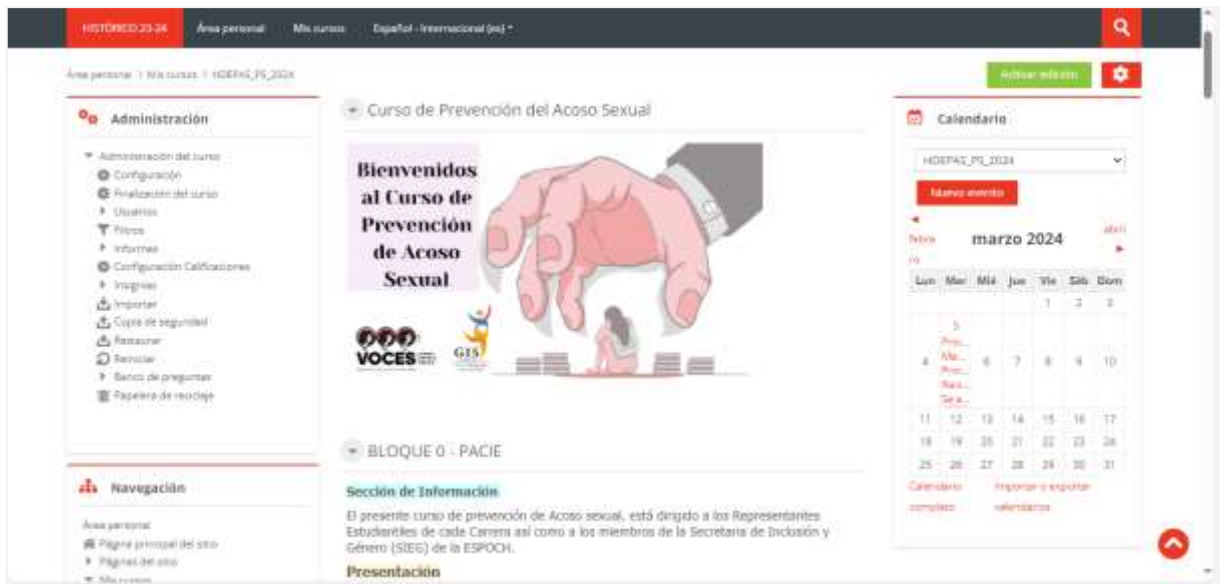 HISTÓRICO 23-24
Área personal
Mis cursos
Español - Internacional (es)
Área personal
Mis cursos
HDEPAS_PS_2024
Activar edición
Administración
Administración del curso
Configuración
Finalización del curso
Usuarios
Filtros
Informes
Configuración Calificaciones
Insignias
Importar
Copia de seguridad
Restaurar
Reiniciar
Banco de preguntas
Papelera de reciclaje
Navegación
Área personal
Página principal del sitio
Páginas del sitio
Mis cursos
Curso de Prevención del Acoso Sexual
Bienvenidos
al Curso de
Prevención
de Acoso
Sexual
VOCES
GIS
BLOQUE 0 - PACIE
Sección de Información
El presente curso de prevención de Acoso sexual, está dirigido a los Representantes
Estudiantiles de cada Carrera así como a los miembros de la Secretaria de Inclusión y
Género (SIEG) de la ESPOCH.
Presentación
Calendario
HDEPAS_PS_2024
Nuevo evento
febre
ro
marzo 2024
abril
Lun Mar Mié Jue Vie Sáb Dom
1 2 3
4 5 6 7 8 9 10
11 12 13 14 15 16 17
18 19 20 21 22 23 24
25 26 27 28 29 30 31
Calendario
completo
Importar o exportar
calendarios